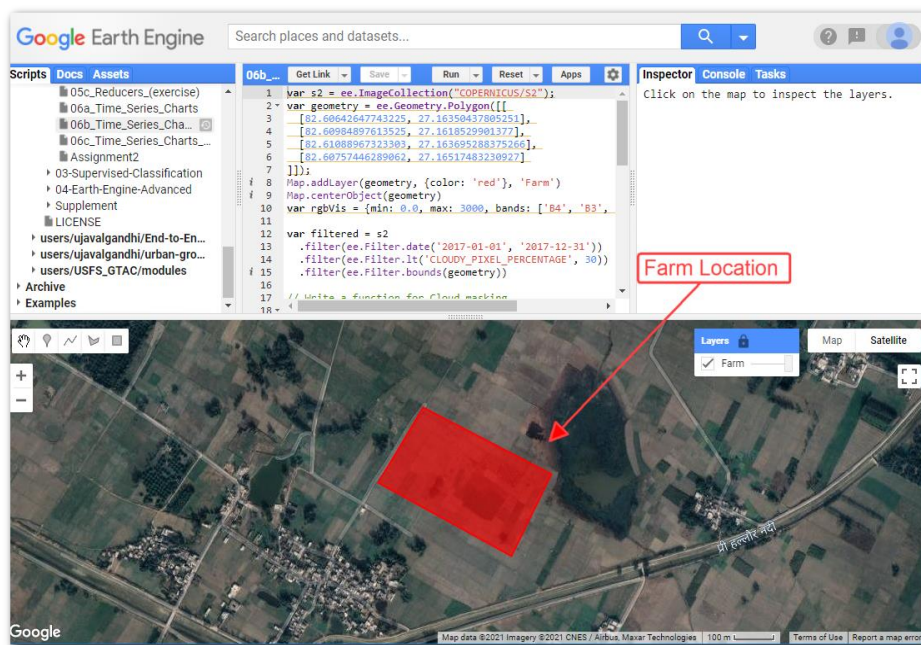 Google Earth Engine
Search places and datasets...
Scripts Docs Assets
05c_Reducers_(exercise)
06a_Time_Series_Charts
06b_Time_Series_Cha...
06c_Time_Series_Charts_...
Assignment2
03-Supervised-Classification
04-Earth-Engine-Advanced
Supplement
LICENSE
users/ujavalgandhi/End-to-En...
users/ujavalgandhi/urban-gro...
users/USFS_GTAC/modules
Archive
Examples
06b_... Get Link Save Run Reset Apps
1 var s2 = ee.ImageCollection("COPERNICUS/S2");
2 var geometry = ee.Geometry.Polygon([[
3 [82.60642647743225, 27.16350437805251],
4 [82.60984897613525, 27.1618529901377],
5 [82.61088967323303, 27.163695288375266],
6 [82.60757446289062, 27.16517483230927]
7 ]]);
i 8 Map.addLayer(geometry, {color: 'red'}, 'Farm')
i 9 Map.centerObject(geometry)
10 var rgbVis = {min: 0.0, max: 3000, bands: ['B4', 'B3',
11
12 var filtered = s2
13 .filter(ee.Filter.date('2017-01-01', '2017-12-31'))
14 .filter(ee.Filter.lt('CLOUDY_PIXEL_PERCENTAGE', 30))
i 15 .filter(ee.Filter.bounds(geometry))
16
17 // Write a function for Cloud masking
18
Inspector Console Tasks
Click on the map to inspect the layers.
Farm Location
Layers
Farm
Map Satellite
+
−
Google
Map data ©2021 Imagery ©2021 CNES / Airbus, Maxar Technologies 100 m Terms of Use Report a map error